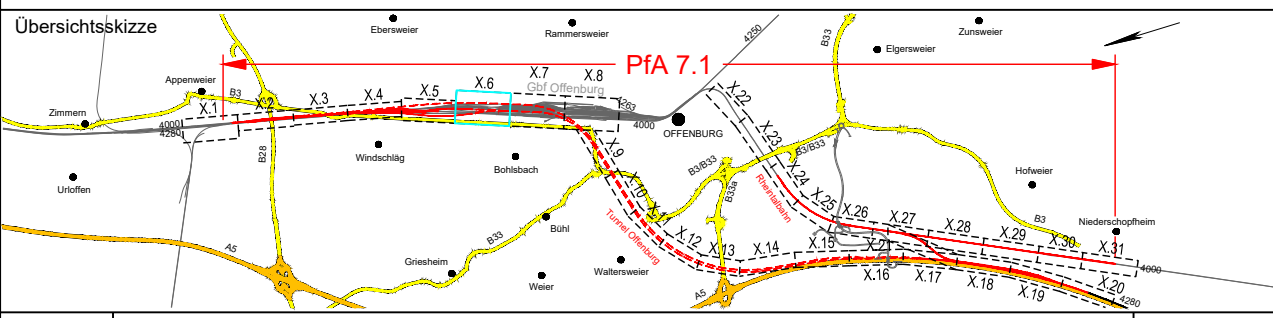 Übersichtsskizze
Ebersweier
Rammersweier
Zunsweier
4250
B33
Elgersweier
PfA 7.1
Appenweier
B3
X.1
X.2
X.3
X.4
X.5
X.6
X.7
X.8
Gbf Offenburg
4263
Zimmern
4000
4280
4000
OFFENBURG
X.22
B28
Windschläg
Bohlsbach
X.9
X.23
B3/B33
B3/B33
X.24
Hofweier
Urloffen
X.10
B33a
Rheintalbahn
X.25
X.26
X.27
X.28
X.29
X.30
X.31
B3
Niederschopfheim
4000
Bühl
X.11
Tunnel Offenburg
X.12
X.13
X.14
X.15
X.21
B33
A5
Griesheim
Weier
Waltersweier
X.16
X.17
X.18
X.19
X.20
A5
4280